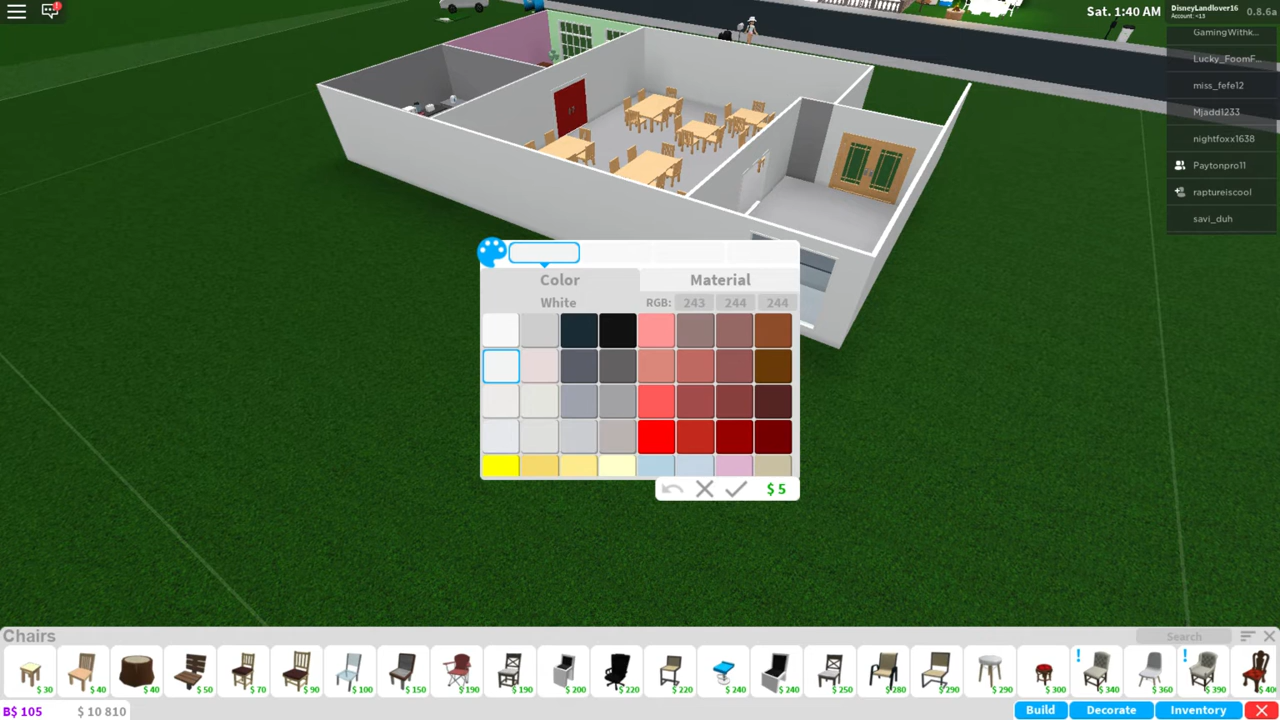 Sat. 1:40 AM
DisneyLandlover16
Account: <13
0.8.6a
GamingWithk...
Lucky_FoomF...
miss_fefe12
Mjadd1233
nightfoxx1638
Paytonpro11
raptureiscool
savi_duh
Color
Material
White
RGB: 243 244 244
$ 5
Chairs
Search
$ 30
$ 40
$ 40
$ 50
$ 70
$ 90
$ 100
$ 150
$ 190
$ 190
$ 200
$ 220
$ 220
$ 240
$ 240
$ 250
$ 280
$ 290
$ 290
$ 300
! $ 340
$ 360
! $ 390
$ 400
B$ 105
$ 10 810
Build
Decorate
Inventory